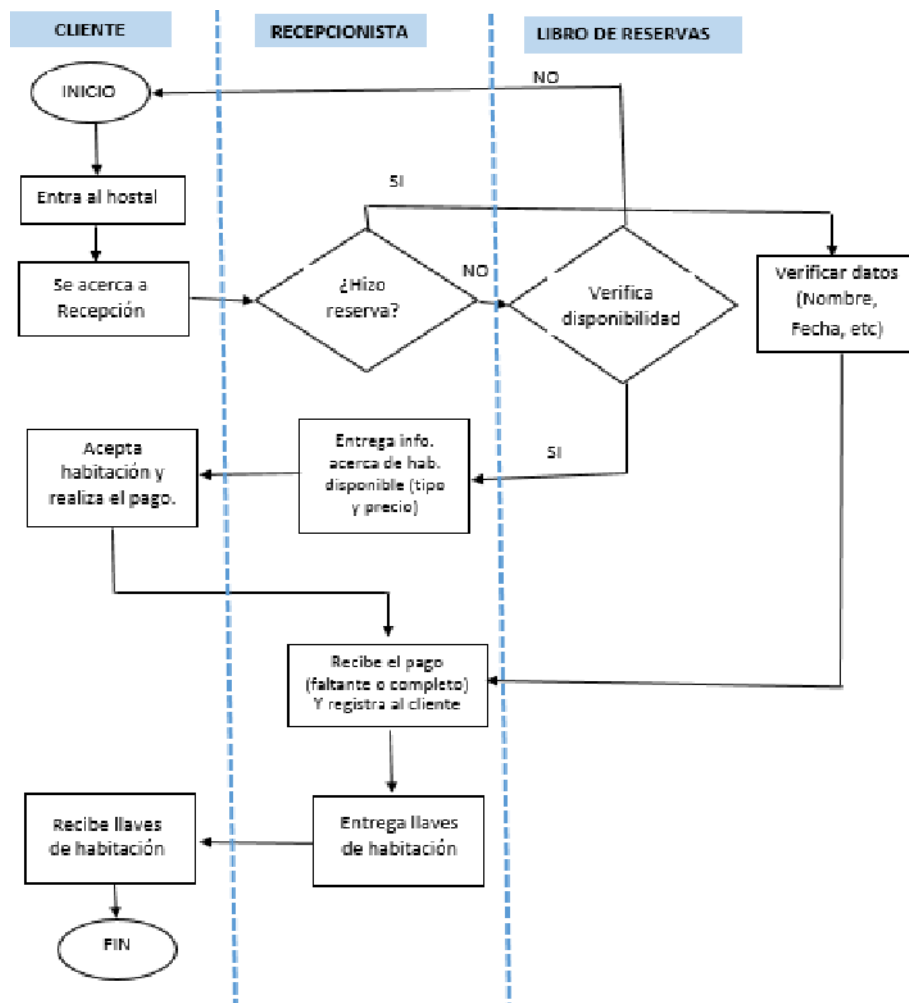 CLIENTE
RECEPCIONISTA
LIBRO DE RESERVAS
INICIO
NO
Entra al hostal
SI
Se acerca a
Recepción
¿Hizo
reserva?
NO
Verifica
disponibilidad
Verificar datos
(Nombre,
Fecha, etc)
Acepta
habitación y
realiza el pago.
Entrega info.
acerca de hab.
disponible (tipo
y precio)
SI
Recibe el pago
(faltante o completo)
Y registra al cliente
Recibe llaves
de habitación
Entrega llaves
de habitación
FIN